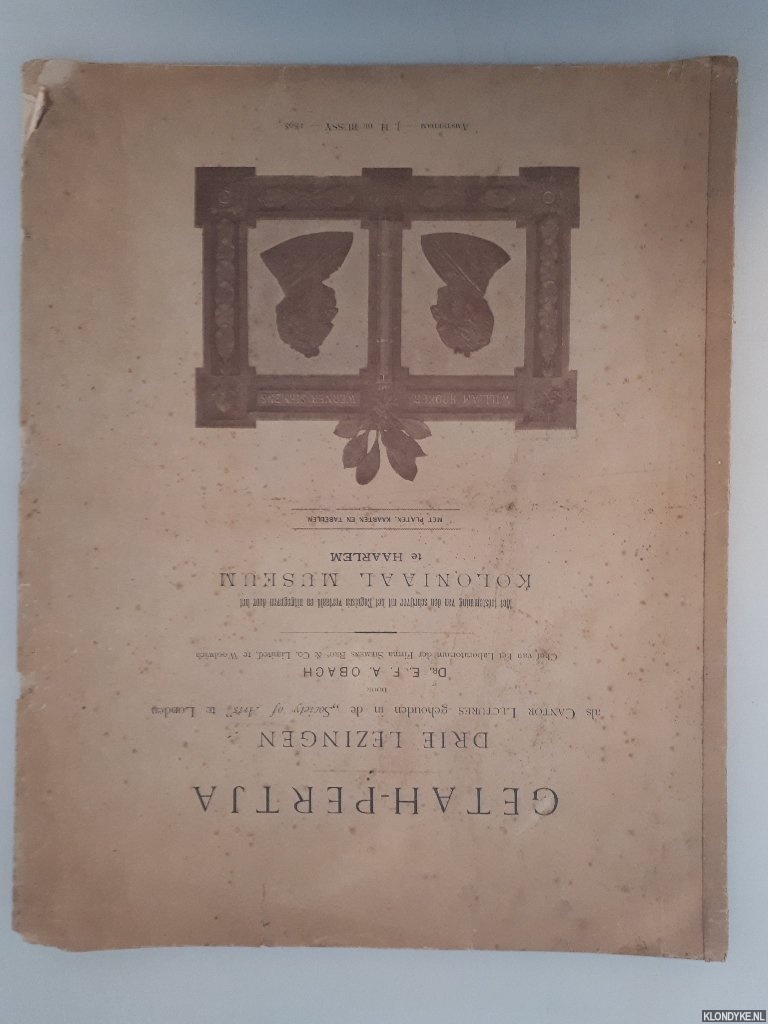 GETAH-PERTJA
DRIE LEZINGEN
als CANTOR LECTURES gehouden in de „Society of Arts” te Londen
DOOR
DR. E. F. A. OBACH
Chef van het Laboratorium der Firma SIEMENS BROS & Co. Limited, te Woolwich
Met toestemming van den schrijver uit het Engelsch vertaald en uitgegeven door het
KOLONIAAL MUSEUM
te HAARLEM
MET PLATEN, KAARTEN EN TABELLEN.
WILLIAM HOOKER WERNER SIEMENS
AMSTERDAM — J. H. DE BUSSY — 1898.
KLONDYKE.NL